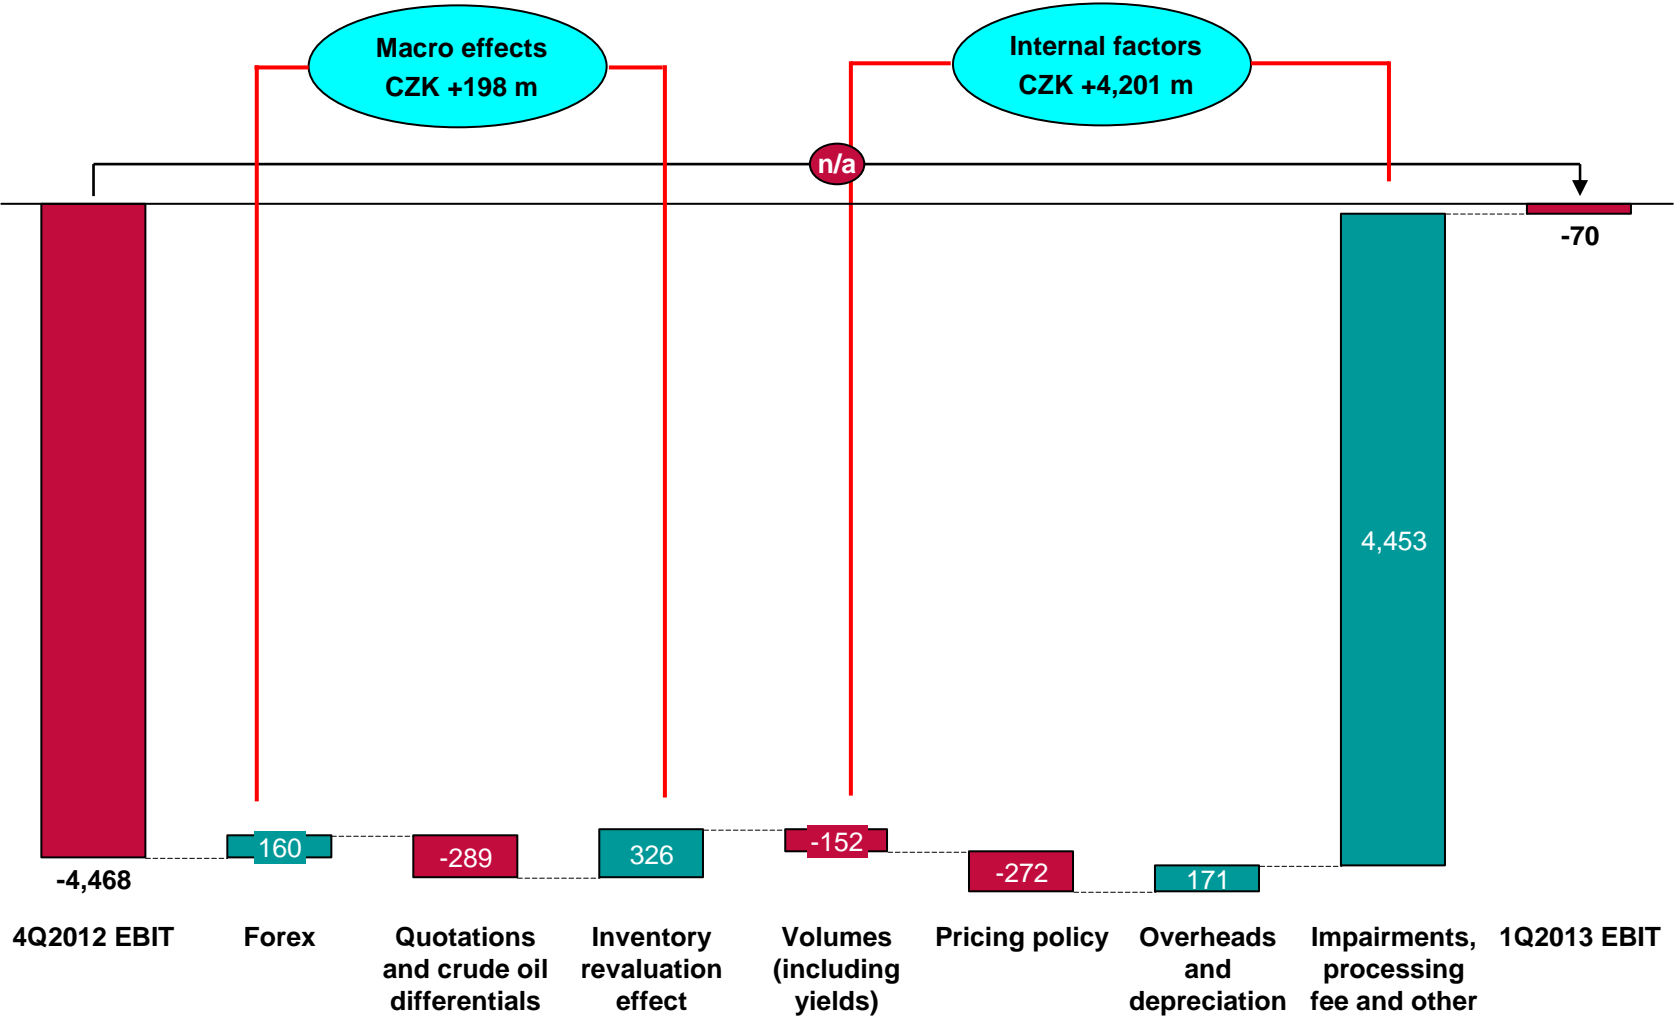 Macro effects
CZK +198 m
Internal factors
CZK +4,201 m
n/a
-70
4,453
160
-289
326
-152
-272
171
-4,468
4Q2012 EBIT
Forex
Quotations
and crude oil
differentials
Inventory
revaluation
effect
Volumes
(including
yields)
Pricing policy
Overheads
and
depreciation
Impairments,
processing
fee and other
1Q2013 EBIT